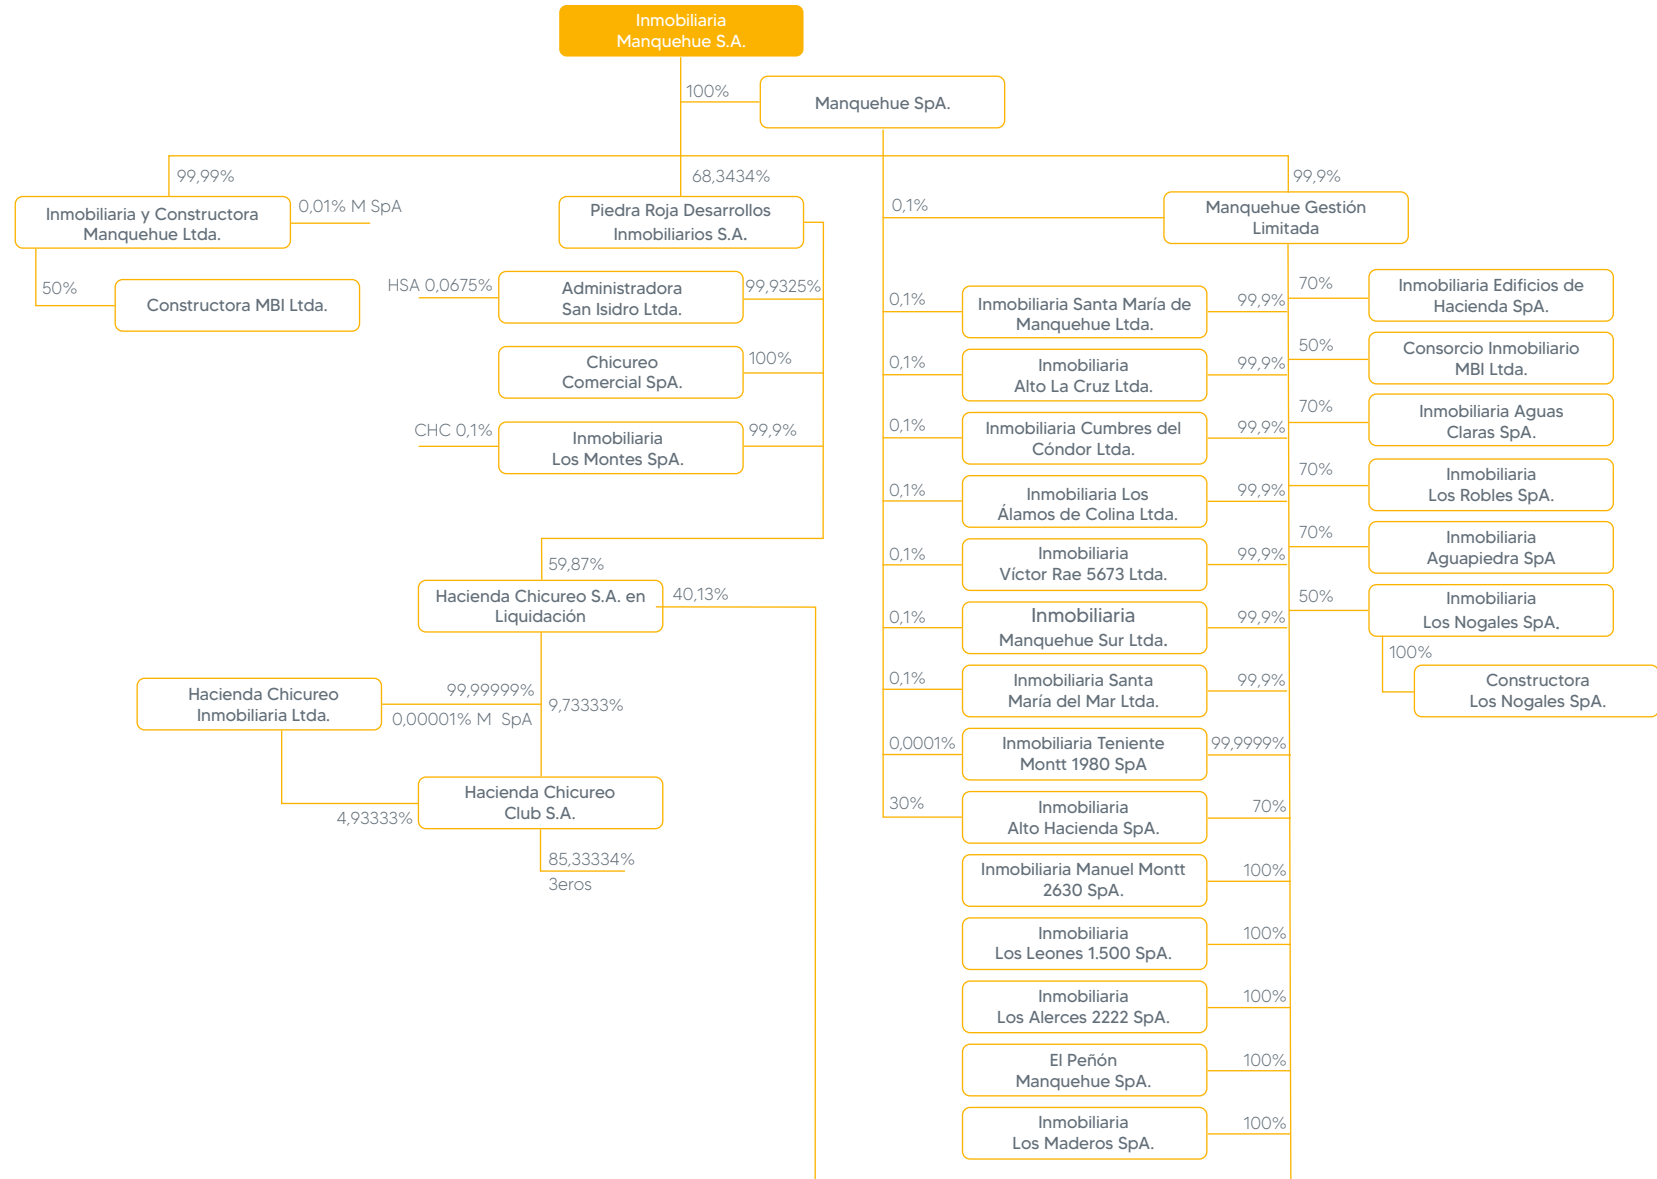 Inmobiliaria
Manquehue S.A.
100%
Manquehue SpA.
99,99%
68,3434%
99,9%
Inmobiliaria y Constructora
Manquehue Ltda.
0,01% M SpA
Piedra Roja Desarrollos
Inmobiliarios S.A.
0,1%
Manquehue Gestión
Limitada
50%
Constructora MBI Ltda.
HSA 0,0675%
Administradora
San Isidro Ltda.
99,9325%
Chicureo
Comercial SpA.
100%
CHC 0,1%
Inmobiliaria
Los Montes SpA.
99,9%
59,87%
Hacienda Chicureo S.A. en
Liquidación
40,13%
Hacienda Chicureo
Inmobiliaria Ltda.
99,99999%
0,00001% M  SpA
9,73333%
Hacienda Chicureo
Club S.A.
4,93333%
85,33334%
3eros
0,1%
Inmobiliaria Santa María de
Manquehue Ltda.
99,9%
0,1%
Inmobiliaria
Alto La Cruz Ltda.
99,9%
0,1%
Inmobiliaria Cumbres del
Cóndor Ltda.
99,9%
0,1%
Inmobiliaria Los
Álamos de Colina Ltda.
99,9%
0,1%
Inmobiliaria
Víctor Rae 5673 Ltda.
99,9%
0,1%
Inmobiliaria
Manquehue Sur Ltda.
99,9%
0,1%
Inmobiliaria Santa
María del Mar Ltda.
99,9%
0,0001%
Inmobiliaria Teniente
Montt 1980 SpA
99,9999%
30%
Inmobiliaria
Alto Hacienda SpA.
70%
Inmobiliaria Manuel Montt
2630 SpA.
100%
Inmobiliaria
Los Leones 1.500 SpA.
100%
Inmobiliaria
Los Alerces 2222 SpA.
100%
El Peñón
Manquehue SpA.
100%
Inmobiliaria
Los Maderos SpA.
100%
70%
Inmobiliaria Edificios de
Hacienda SpA.
50%
Consorcio Inmobiliario
MBI Ltda.
70%
Inmobiliaria Aguas
Claras SpA.
70%
Inmobiliaria
Los Robles SpA.
70%
Inmobiliaria
Aguapiedra SpA
50%
Inmobiliaria
Los Nogales SpA.
100%
Constructora
Los Nogales SpA.